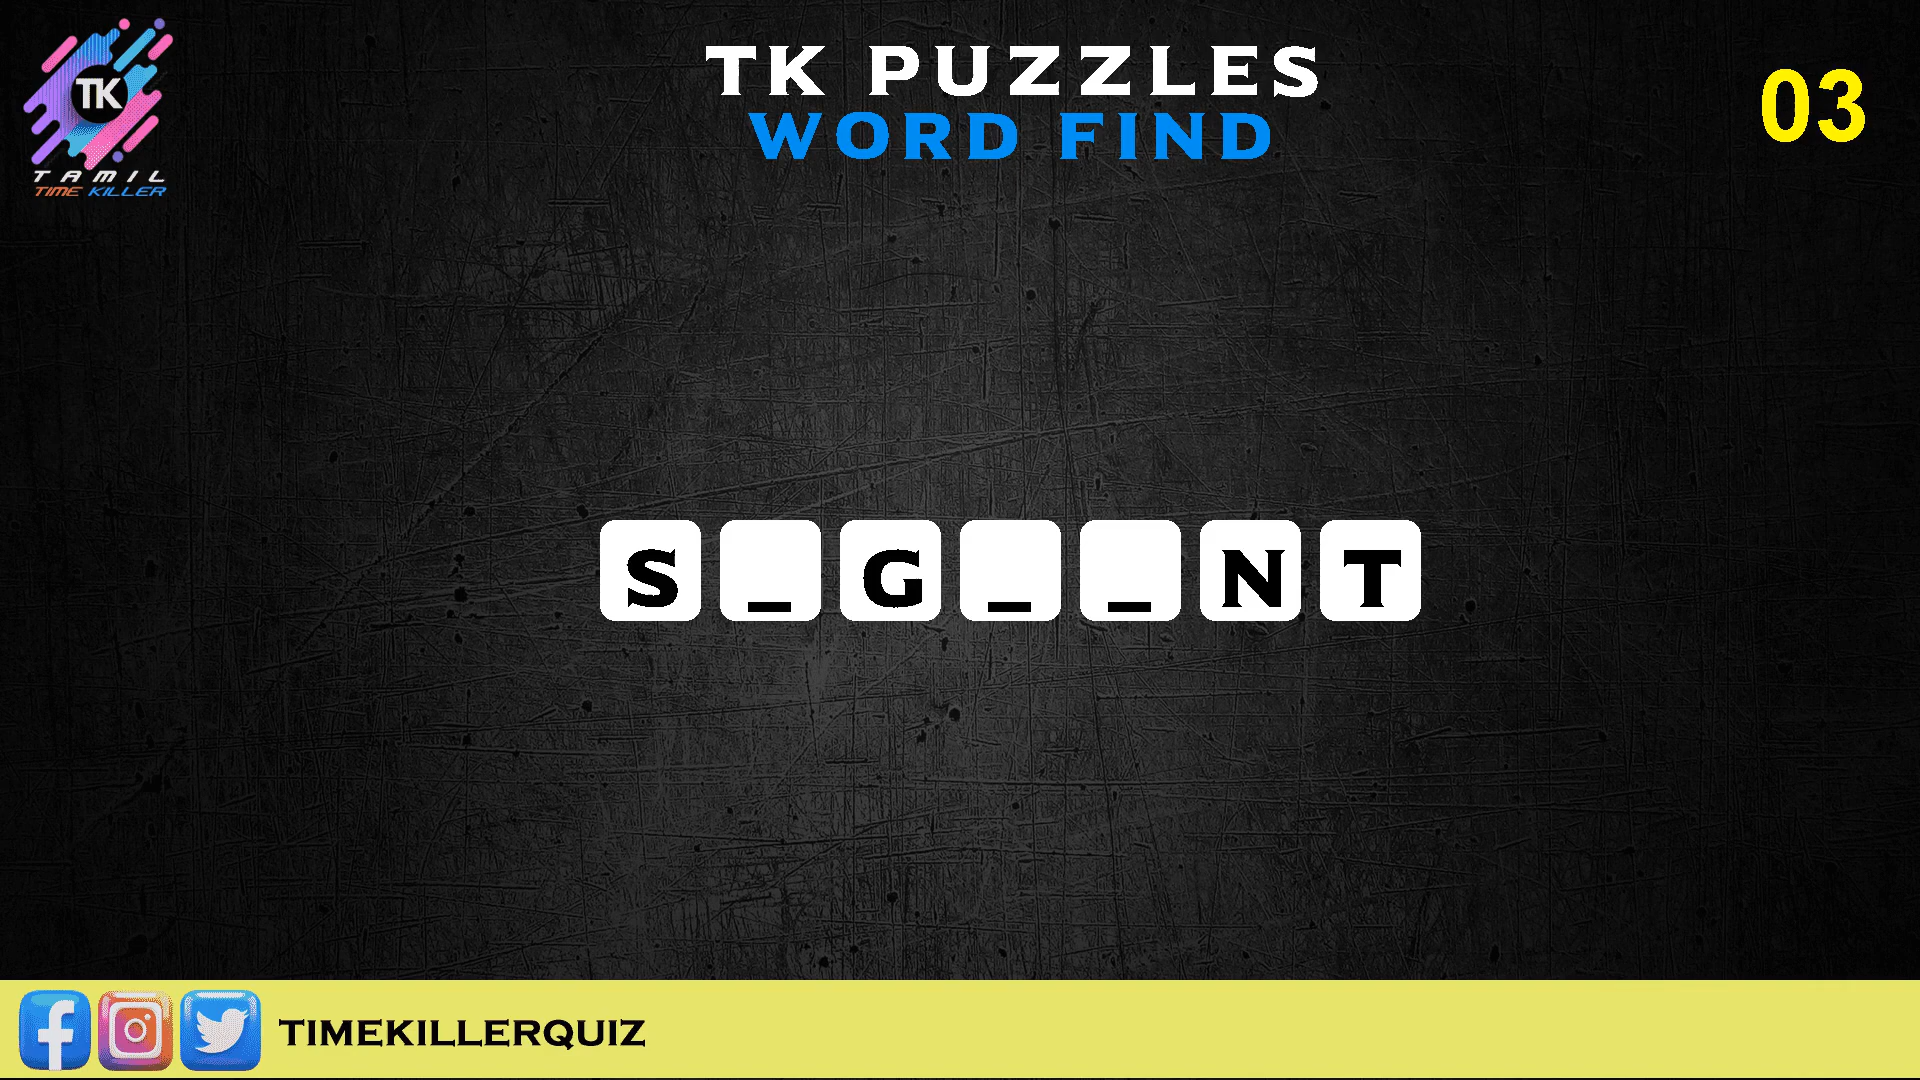 TK
TAMIL
TIME KILLER
TK PUZZLES
WORD FIND
03
S _ G _ _ N T
TIMEKILLERQUIZ